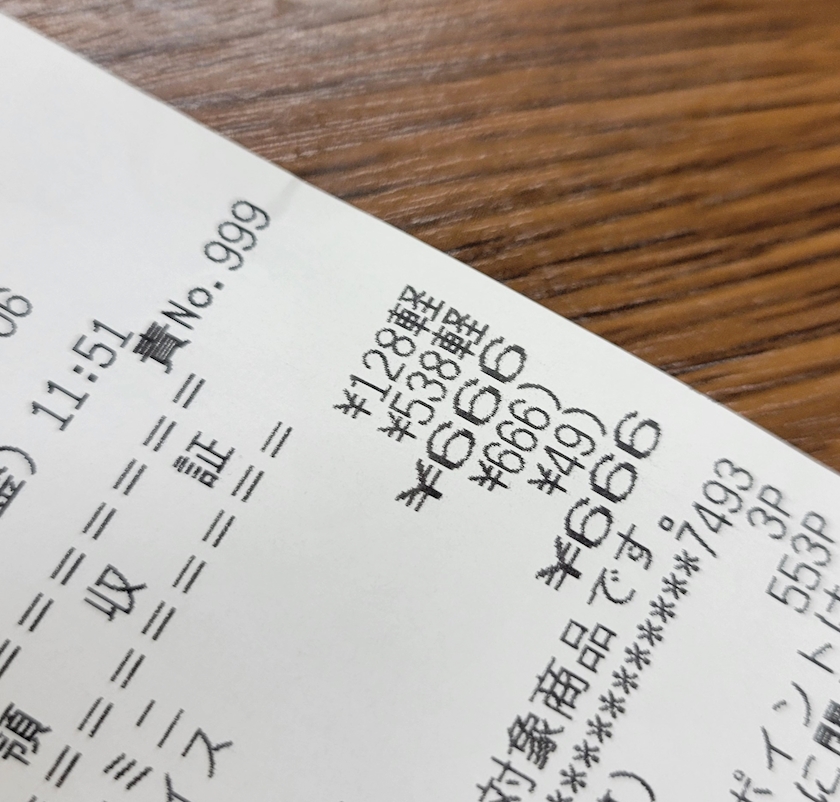 06
金) 11:51
責No.999
==========
領 収 証
==========
ミニ
イス
¥128軽
¥538軽
¥666
¥666)
¥49)
¥666
対象商品です。
**************7493
3P
553P
ポイント